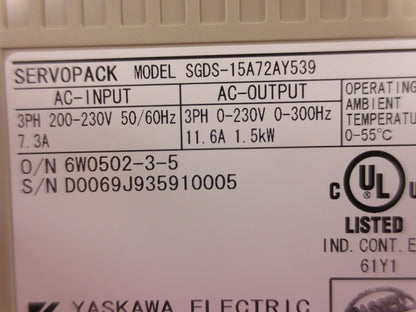 SERVOPACK MODEL SGDS-15A72AY539
AC-INPUT AC-OUTPUT OPERATING
3PH 200-230V 50/60Hz 3PH 0-230V 0-300Hz AMBIENT
7.3A 11.6A 1.5kW TEMPERATU
0-55℃
O/N 6W0502-3-5
S/N D0069J935910005
C UL U
LISTED
IND. CONT. E
61Y1
YASKAWA ELECTRIC